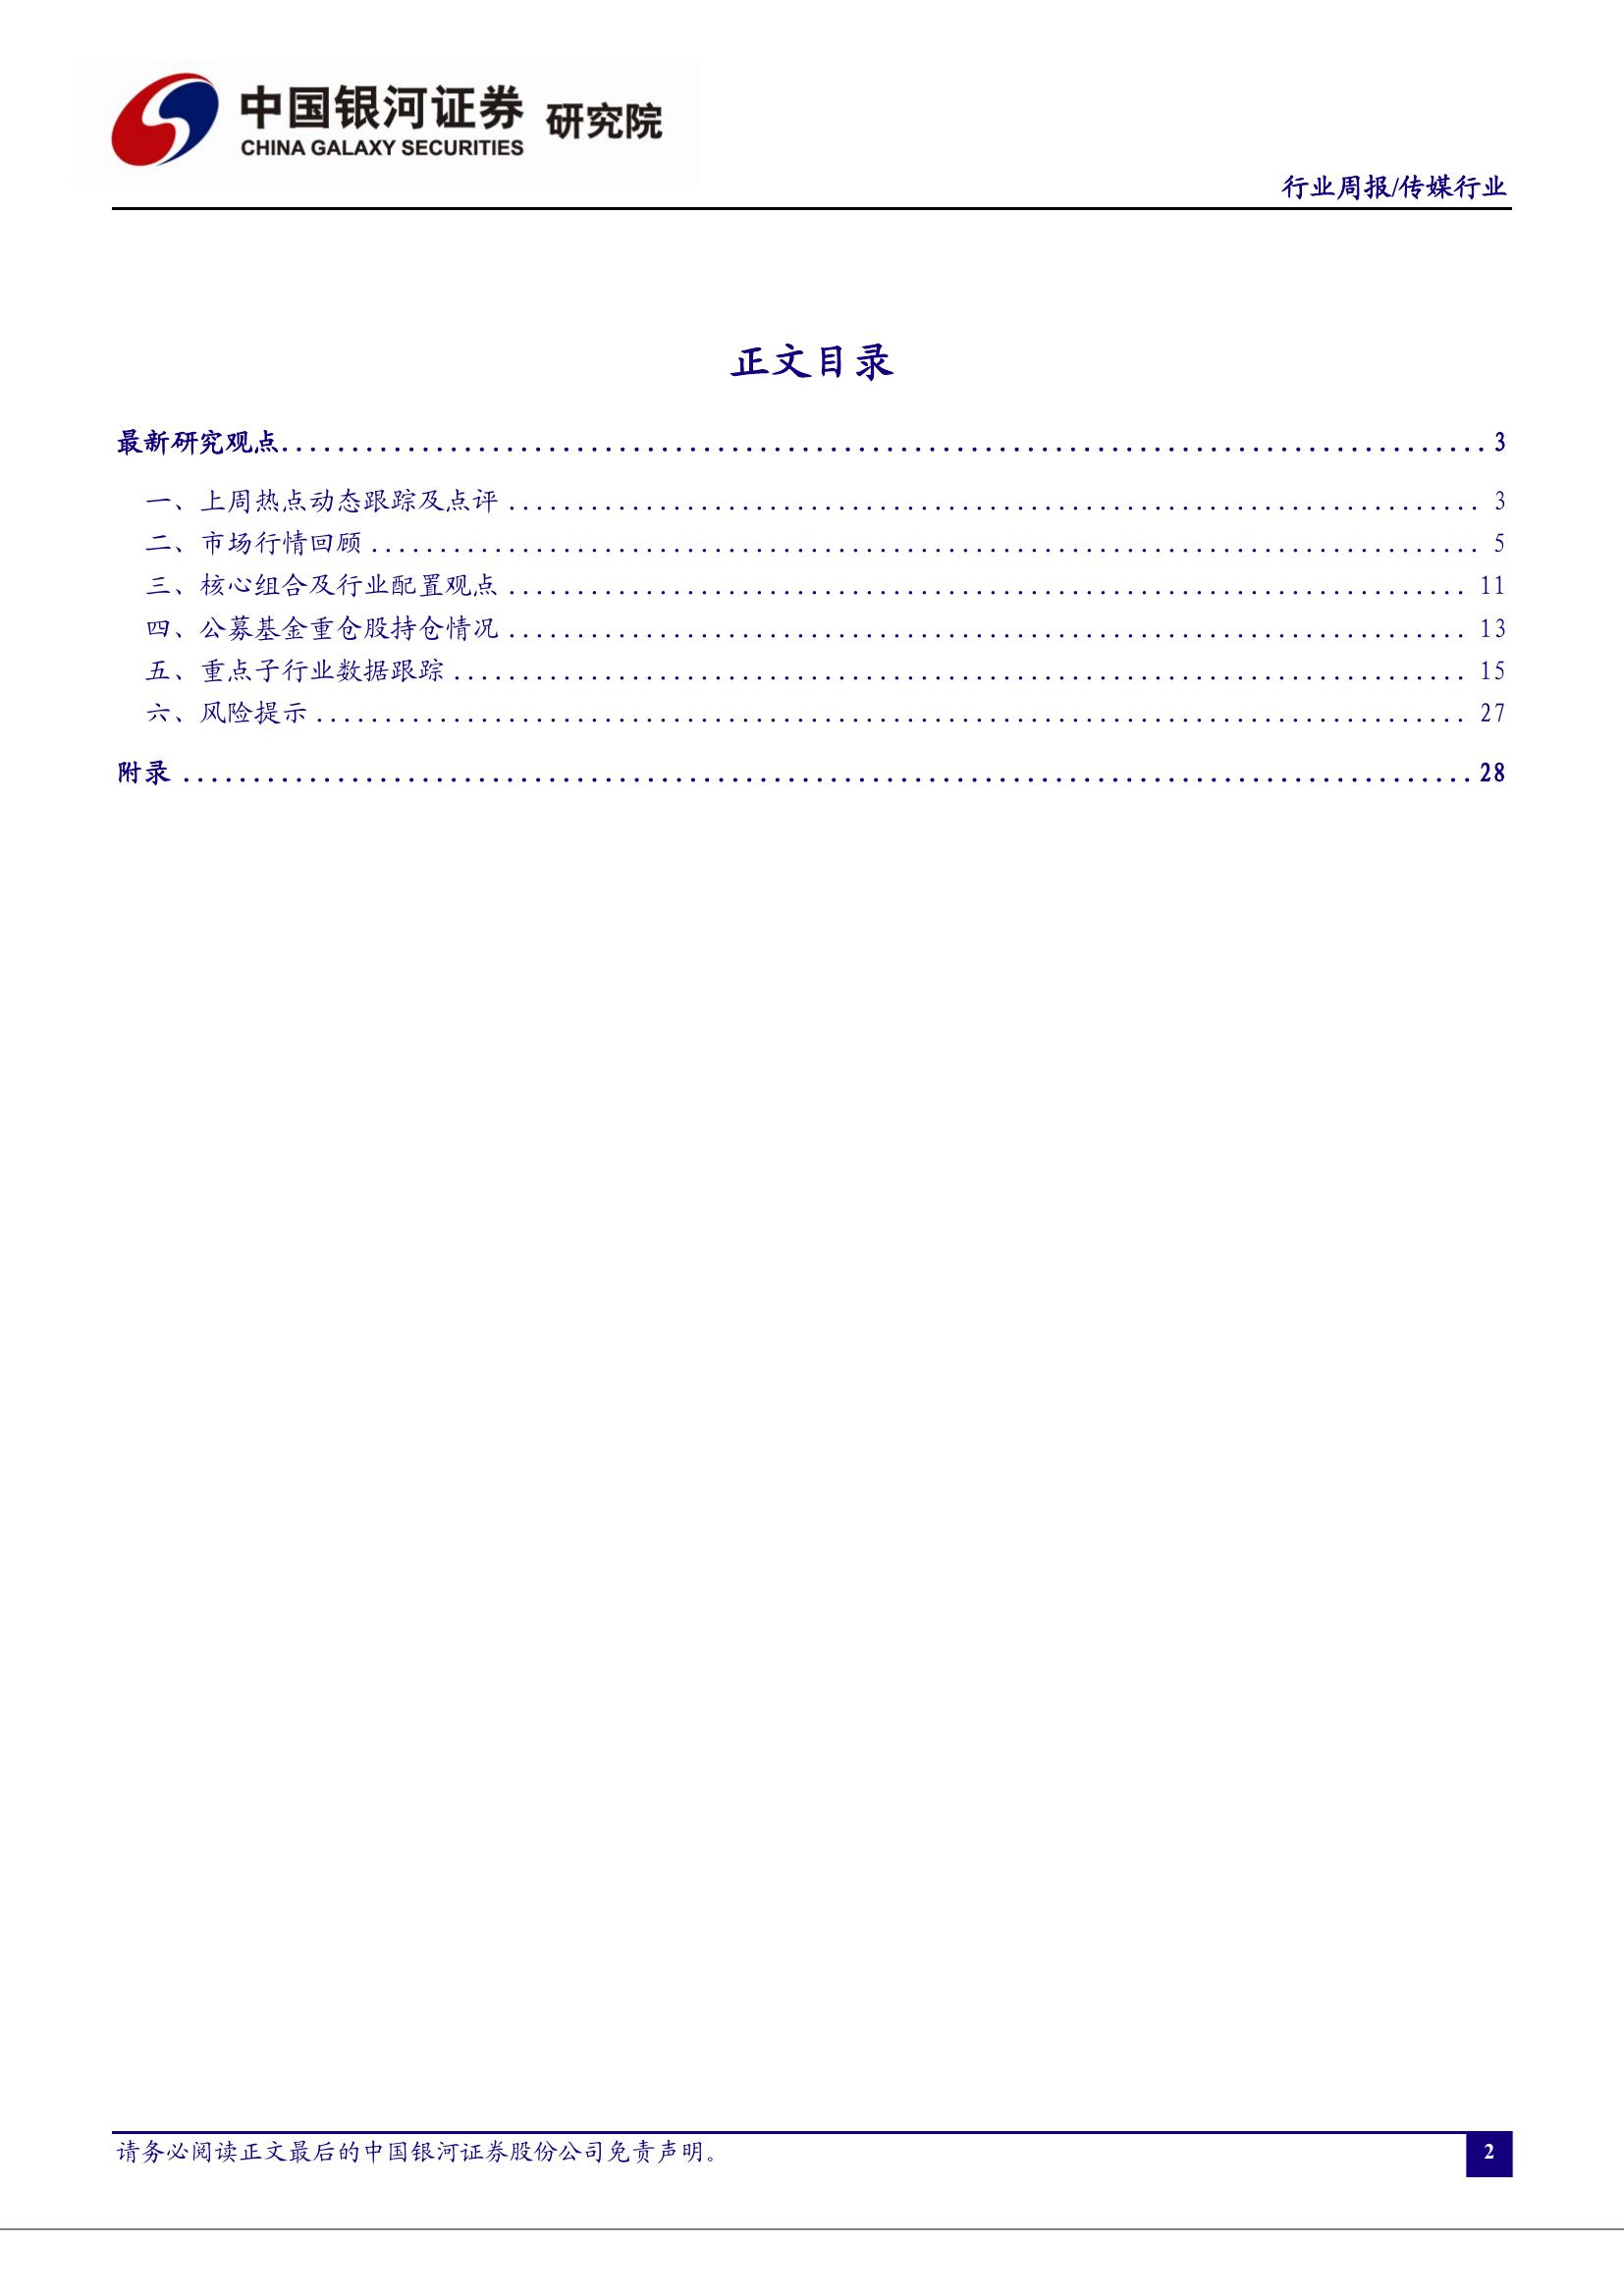 中国银河证券 研究院
CHINA GALAXY SECURITIES
行业周报/传媒行业
正文目录
最新研究观点........................................................................................ 3
一、上周热点动态跟踪及点评 ........................................................................ 3
二、市场行情回顾 .................................................................................. 5
三、核心组合及行业配置观点 ....................................................................... 11
四、公募基金重仓股持仓情况 ....................................................................... 13
五、重点子行业数据跟踪 ........................................................................... 15
六、风险提示 ..................................................................................... 27
附录 .............................................................................................. 28
请务必阅读正文最后的中国银河证券股份公司免责声明。
2